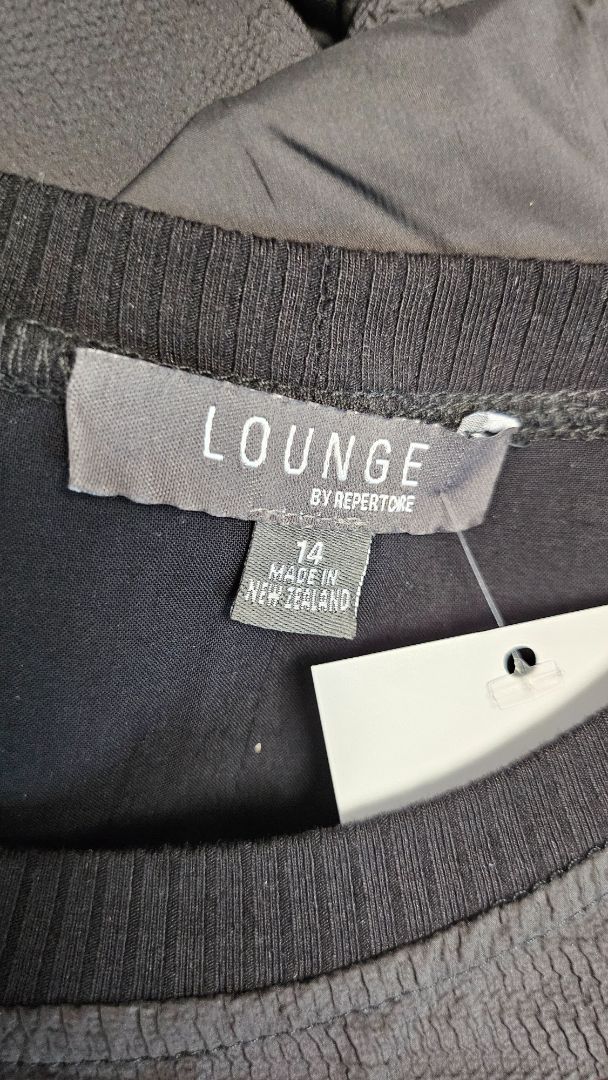 LOUNGE
BY REPERTOIRE
14
MADE IN
NEW ZEALAND